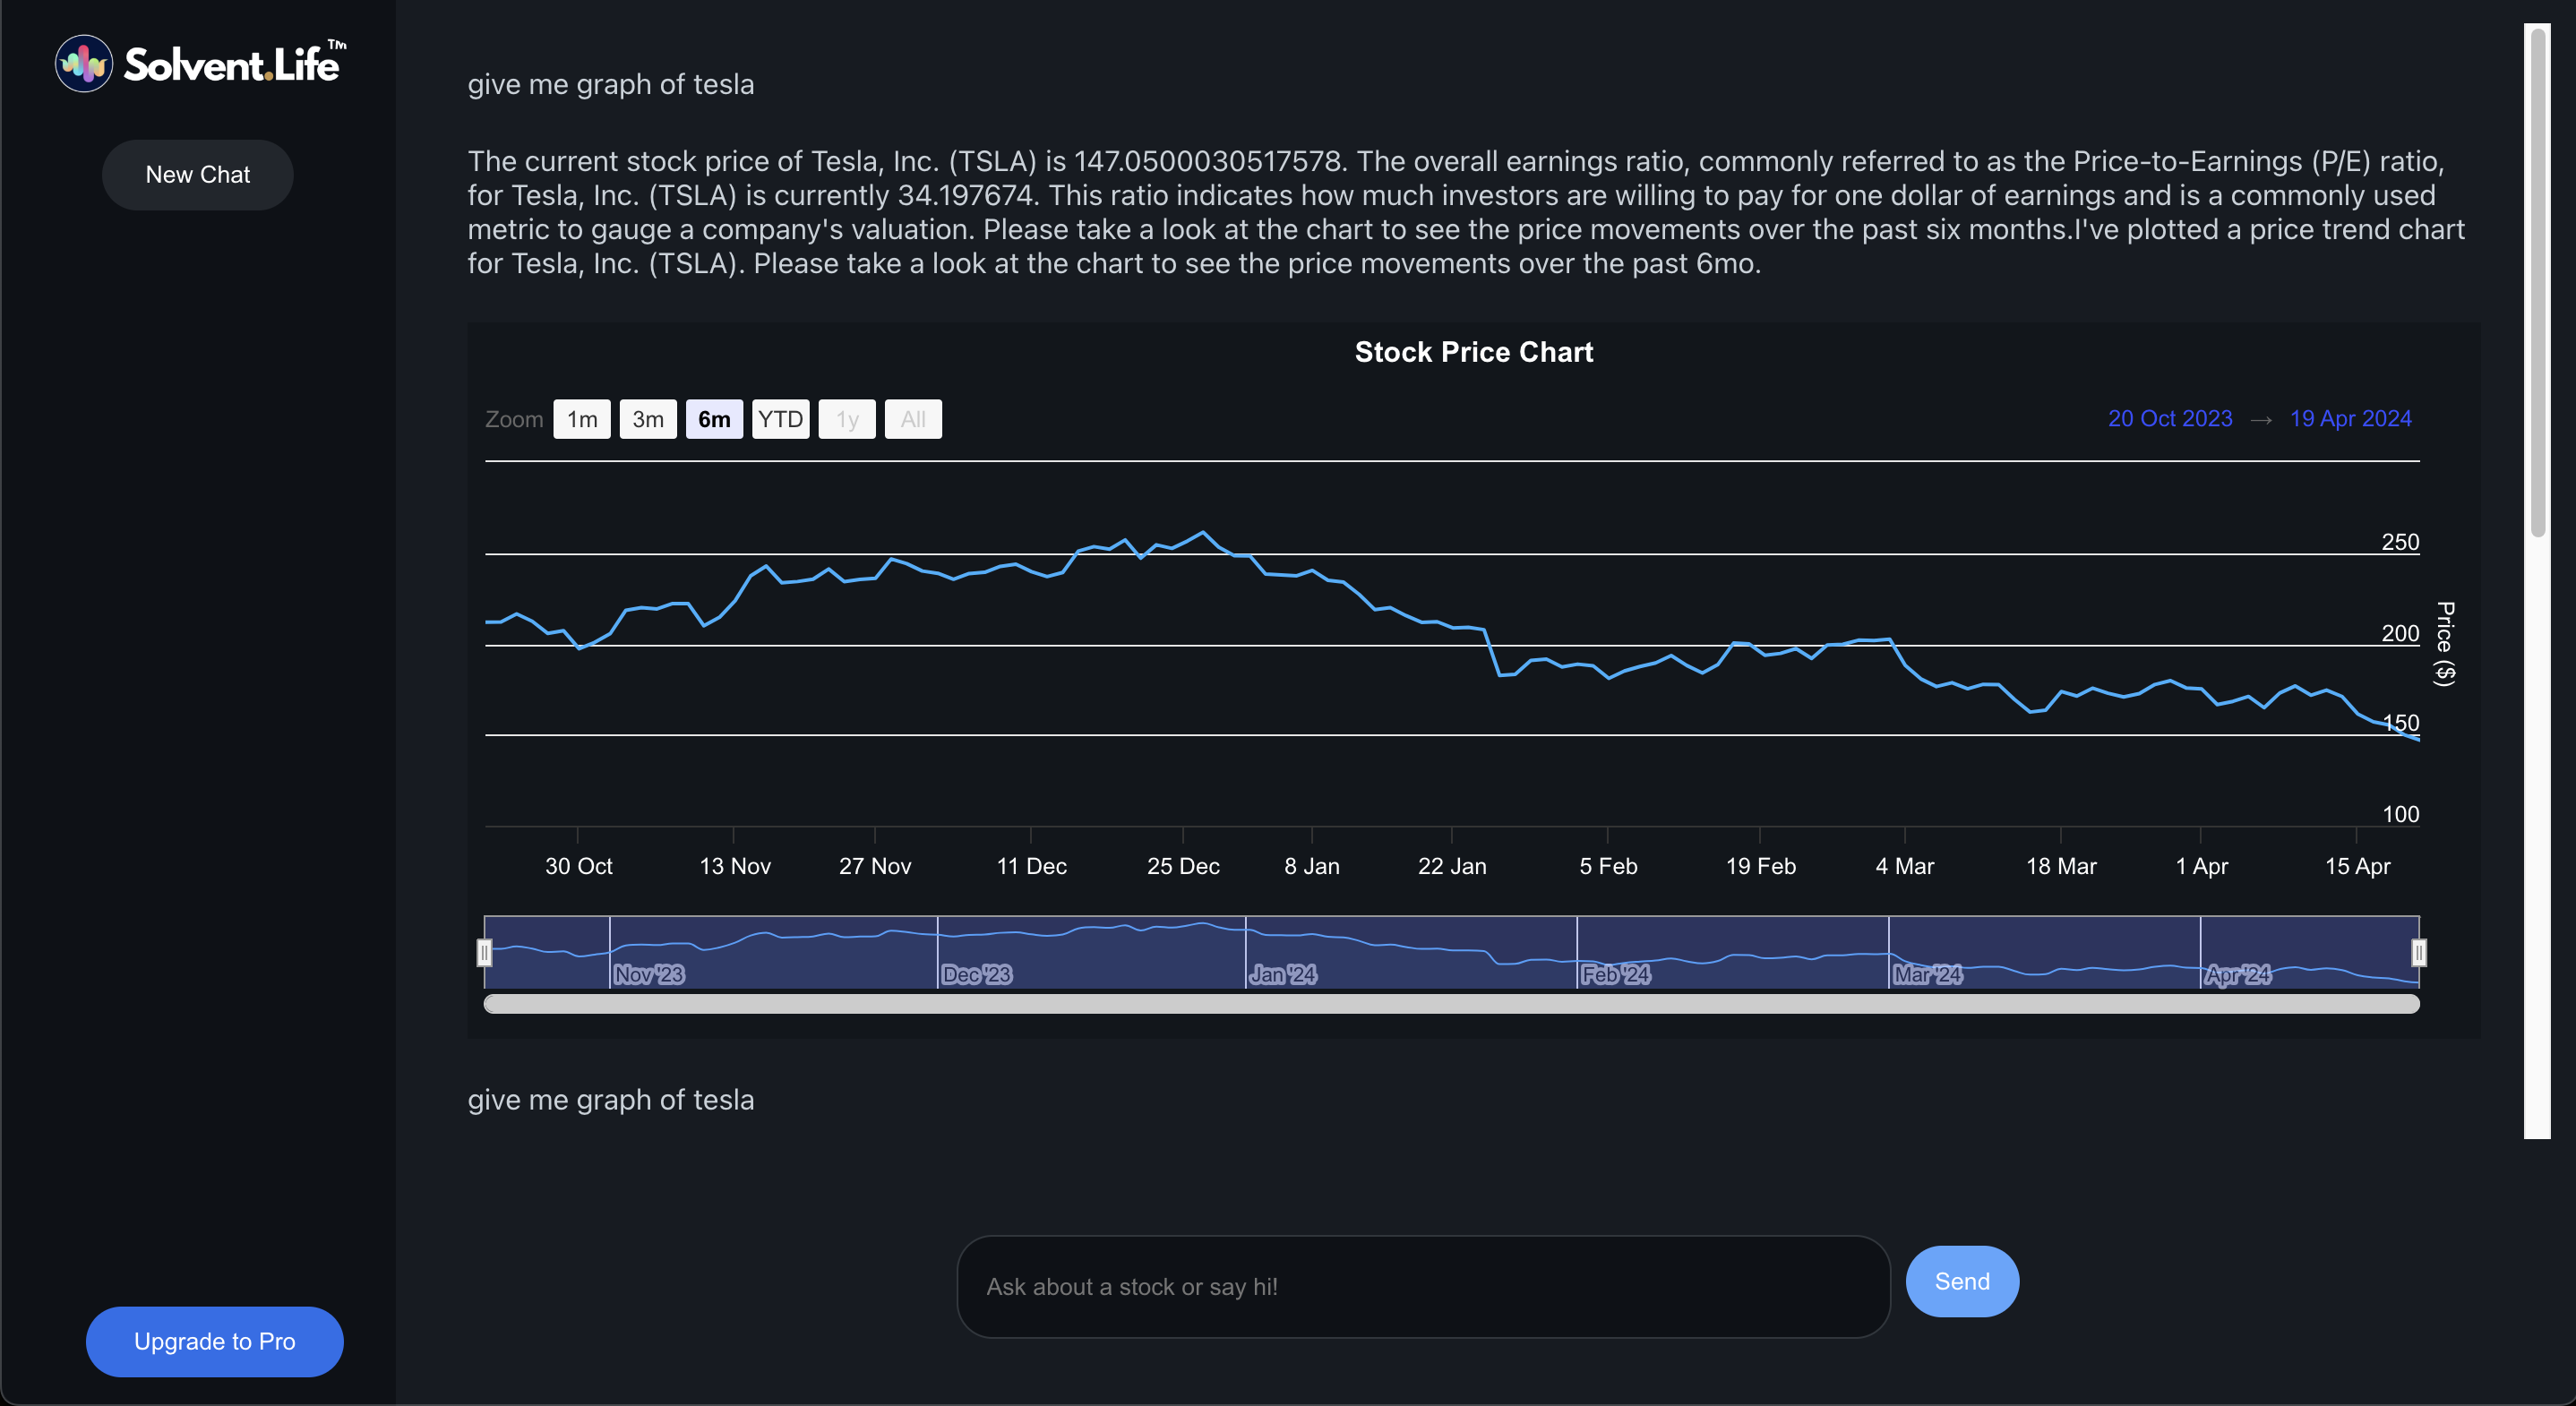 Solvent.Life™
New Chat
give me graph of tesla
The current stock price of Tesla, Inc. (TSLA) is 147.0500030517578. The overall earnings ratio, commonly referred to as the Price-to-Earnings (P/E) ratio,
for Tesla, Inc. (TSLA) is currently 34.197674. This ratio indicates how much investors are willing to pay for one dollar of earnings and is a commonly used
metric to gauge a company's valuation. Please take a look at the chart to see the price movements over the past six months.I've plotted a price trend chart
for Tesla, Inc. (TSLA). Please take a look at the chart to see the price movements over the past 6mo.
Stock Price Chart
Zoom 1m 3m 6m YTD 1y All
20 Oct 2023 → 19 Apr 2024
250
200
150
100
Price ($)
30 Oct 13 Nov 27 Nov 11 Dec 25 Dec 8 Jan 22 Jan 5 Feb 19 Feb 4 Mar 18 Mar 1 Apr 15 Apr
Nov '23 Dec '23 Jan '24 Feb '24 Mar '24 Apr '24
give me graph of tesla
Ask about a stock or say hi!
Send
Upgrade to Pro